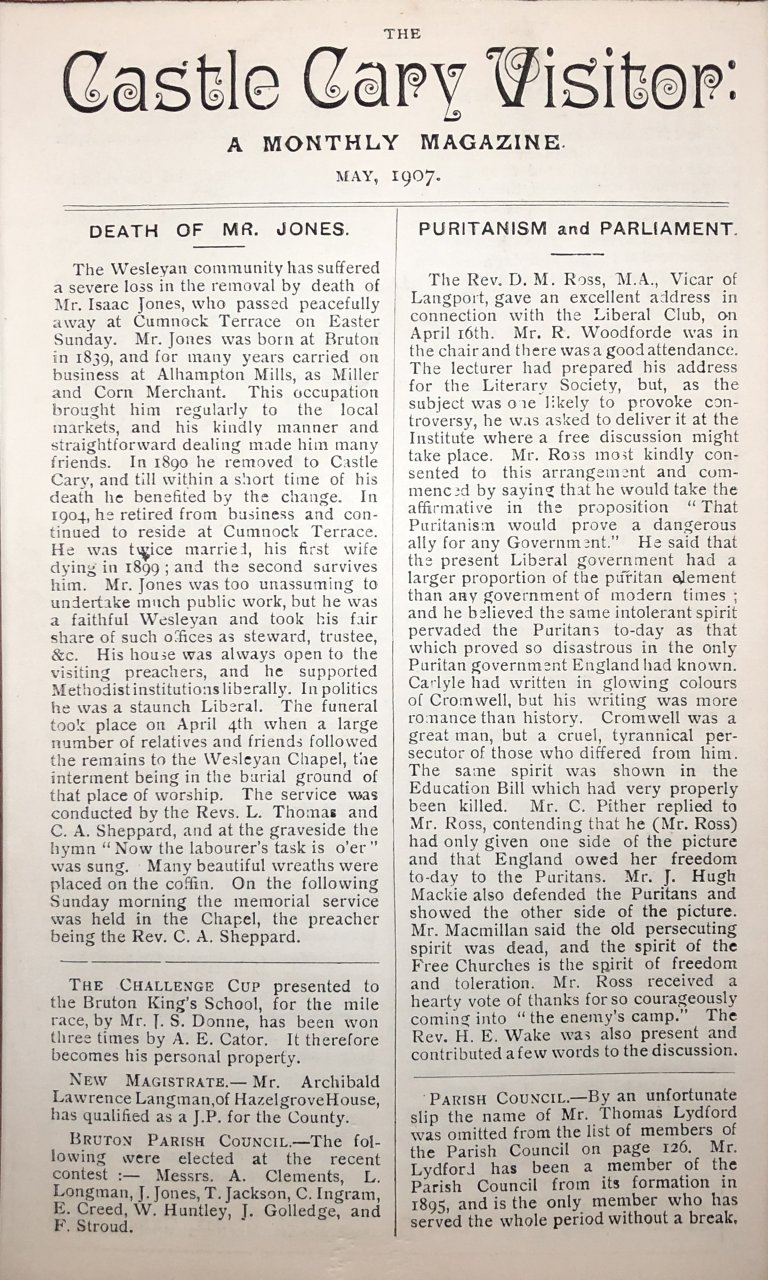 THE
Castle Cary Visitor:
A MONTHLY MAGAZINE.
MAY, 1907.
DEATH OF MR. JONES.
The Wesleyan community has suffered
a severe loss in the removal by death of
Mr. Isaac Jones, who passed peacefully
away at Cumnock Terrace on Easter
Sunday. Mr. Jones was born at Bruton
in 1839, and for many years carried on
business at Alhampton Mills, as Miller
and Corn Merchant. This occupation
brought him regularly to the local
markets, and his kindly manner and
straightforward dealing made him many
friends. In 1890 he removed to Castle
Cary, and till within a short time of his
death he benefited by the change. In
1904, he retired from business and con-
tinued to reside at Cumnock Terrace.
He was twice married, his first wife
dying in 1899; and the second survives
him. Mr. Jones was too unassuming to
undertake much public work, but he was
a faithful Wesleyan and took his fair
share of such offices as steward, trustee,
&c. His house was always open to the
visiting preachers, and he supported
Methodist institutions liberally. In politics
he was a staunch Liberal. The funeral
took place on April 4th when a large
number of relatives and friends followed
the remains to the Wesleyan Chapel, the
interment being in the burial ground of
that place of worship. The service was
conducted by the Revs. L. Thomas and
C. A. Sheppard, and at the graveside the
hymn "Now the labourer's task is o'er"
was sung. Many beautiful wreaths were
placed on the coffin. On the following
Sunday morning the memorial service
was held in the Chapel, the preacher
being the Rev. C. A. Sheppard.
THE CHALLENGE CUP presented to
the Bruton King's School, for the mile
race, by Mr. J. S. Donne, has been won
three times by A. E. Cator. It therefore
becomes his personal property.
NEW MAGISTRATE.—Mr. Archibald
Lawrence Langman, of Hazelgrove House,
has qualified as a J.P. for the County.
BRUTON PARISH COUNCIL.—The fol-
lowing were elected at the recent
contest :— Messrs. A. Clements, L.
Longman, J. Jones, T. Jackson, C. Ingram,
E. Creed, W. Huntley, J. Golledge, and
F. Stroud.
PURITANISM and PARLIAMENT.
The Rev. D. M. Ross, M.A., Vicar of
Langport, gave an excellent address in
connection with the Liberal Club, on
April 16th. Mr. R. Woodforde was in
the chair and there was a good attendance.
The lecturer had prepared his address
for the Literary Society, but, as the
subject was one likely to provoke con-
troversy, he was asked to deliver it at the
Institute where a free discussion might
take place. Mr. Ross most kindly con-
sented to this arrangement and com-
menced by saying that he would take the
affirmative in the proposition "That
Puritanism would prove a dangerous
ally for any Government." He said that
the present Liberal government had a
larger proportion of the puritan element
than any government of modern times ;
and he believed the same intolerant spirit
pervaded the Puritans to-day as that
which proved so disastrous in the only
Puritan government England had known.
Carlyle had written in glowing colours
of Cromwell, but his writing was more
romance than history. Cromwell was a
great man, but a cruel, tyrannical per-
secutor of those who differed from him.
The same spirit was shown in the
Education Bill which had very properly
been killed. Mr. C. Pither replied to
Mr. Ross, contending that he (Mr. Ross)
had only given one side of the picture
and that England owed her freedom
to-day to the Puritans. Mr. J. Hugh
Mackie also defended the Puritans and
showed the other side of the picture.
Mr. Macmillan said the old persecuting
spirit was dead, and the spirit of the
Free Churches is the spirit of freedom
and toleration. Mr. Ross received a
hearty vote of thanks for so courageously
coming into "the enemy's camp." The
Rev. H. E. Wake was also present and
contributed a few words to the discussion.
PARISH COUNCIL.—By an unfortunate
slip the name of Mr. Thomas Lydford
was omitted from the list of members of
the Parish Council on page 126. Mr.
Lydford has been a member of the
Parish Council from its formation in
1895, and is the only member who has
served the whole period without a break.